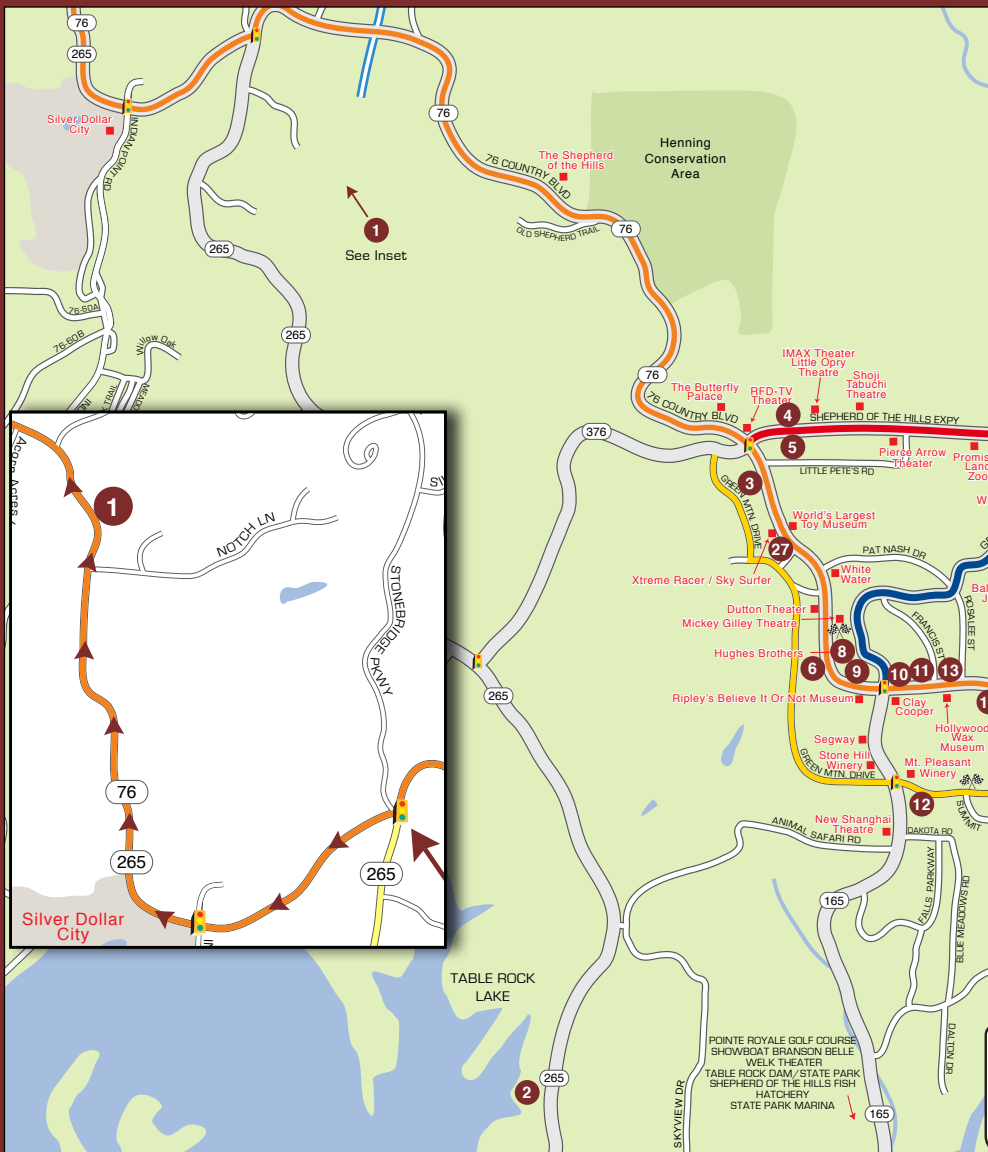 76
265
Silver Dollar
City
INDIAN POINT RD
76
The Shepherd
of the Hills
76 COUNTRY BLVD
Henning
Conservation
Area
1
See Inset
OLD SHEPHERD TRAIL
76
265
76-60A
265
76-60B
Willow Oak
76
IMAX Theater
Little Opry
Theatre
Shoji
Tabuchi
Theatre
The Butterfly
Palace
RFD-TV
Theater
4
76 COUNTRY BLVD
SHEPHERD OF THE HILLS EXPY
376
5
Pierce Arrow
Theater
LITTLE PETE'S RD
3
GREEN MTN. DRIVE
World's Largest
Toy Museum
27
PAT NASH DR
Xtreme Racer / Sky Surfer
White
Water
Dutton Theater
Mickey Gilley Theatre
FRANCIS ST
ROSALEE ST
Hughes Brothers
8
6
9
10
11
13
Ripley's Believe It Or Not Museum
Clay
Cooper
Hollywood
Wax
Museum
Segway
Stone Hill
Winery
Mt. Pleasant
Winery
GREEN MTN. DRIVE
12
SUMMIT
New Shanghai
Theatre
ANIMAL SAFARI RD
DAKOTA RD
FALLS PARKWAY
BLUE MEADOWS RD
165
265
DALTON DR
TABLE ROCK
LAKE
POINTE ROYALE GOLF COURSE
SHOWBOAT BRANSON BELLE
WELK THEATER
TABLE ROCK DAM/STATE PARK
SHEPHERD OF THE HILLS FISH
HATCHERY
STATE PARK MARINA
265
2
SKYVIEW DR
165
1
NOTCH LN
STONEBRIDGE PKWY
76
265
265
Silver Dollar
City